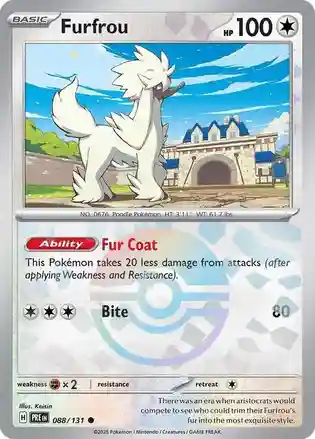 BASIC
Furfrou
HP 100
NO. 0676 Poodle Pokémon HT: 3'11" WT: 61.7 lbs
Ability Fur Coat
This Pokémon takes 20 less damage from attacks (after
applying Weakness and Resistance).
Bite 80
weakness × 2 resistance retreat
Illus. Kaisin
H PRE EN 088/131
There was an era when aristocrats would
compete to see who could trim their Furfrou's
fur into the most exquisite style.
©2025 Pokémon / Nintendo / Creatures / GAME FREAK